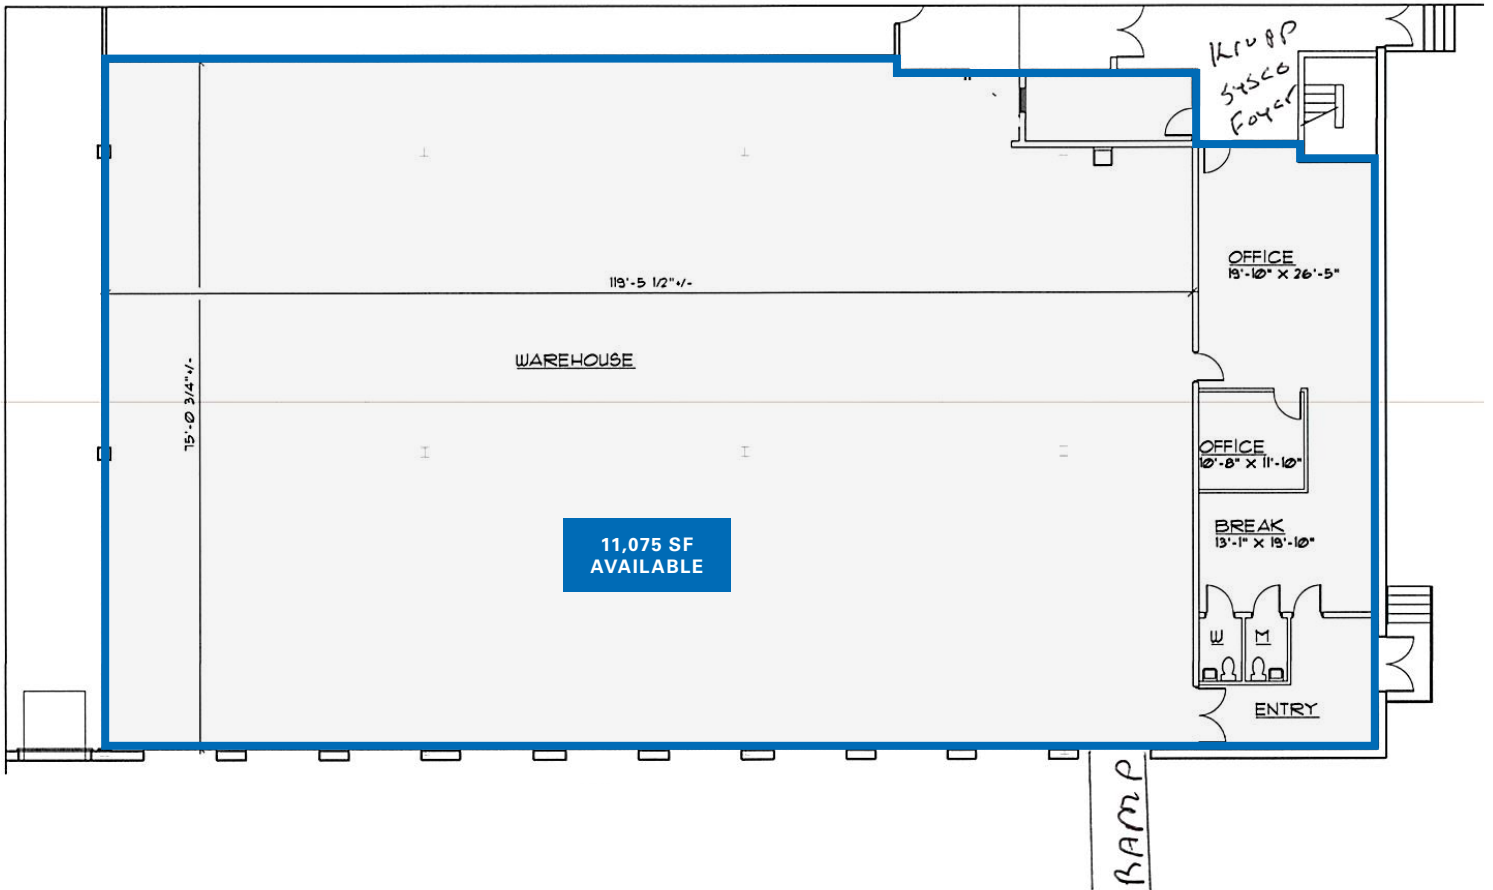 Krupp
Sysco
Foyer
OFFICE
19'-10" X 26'-5"
119'-5 1/2"+/-
WAREHOUSE
75'-0 3/4"+/-
OFFICE
10'-8" X 11'-10"
BREAK
13'-1" X 19'-10"
11,075 SF
AVAILABLE
W
M
ENTRY
RAMP